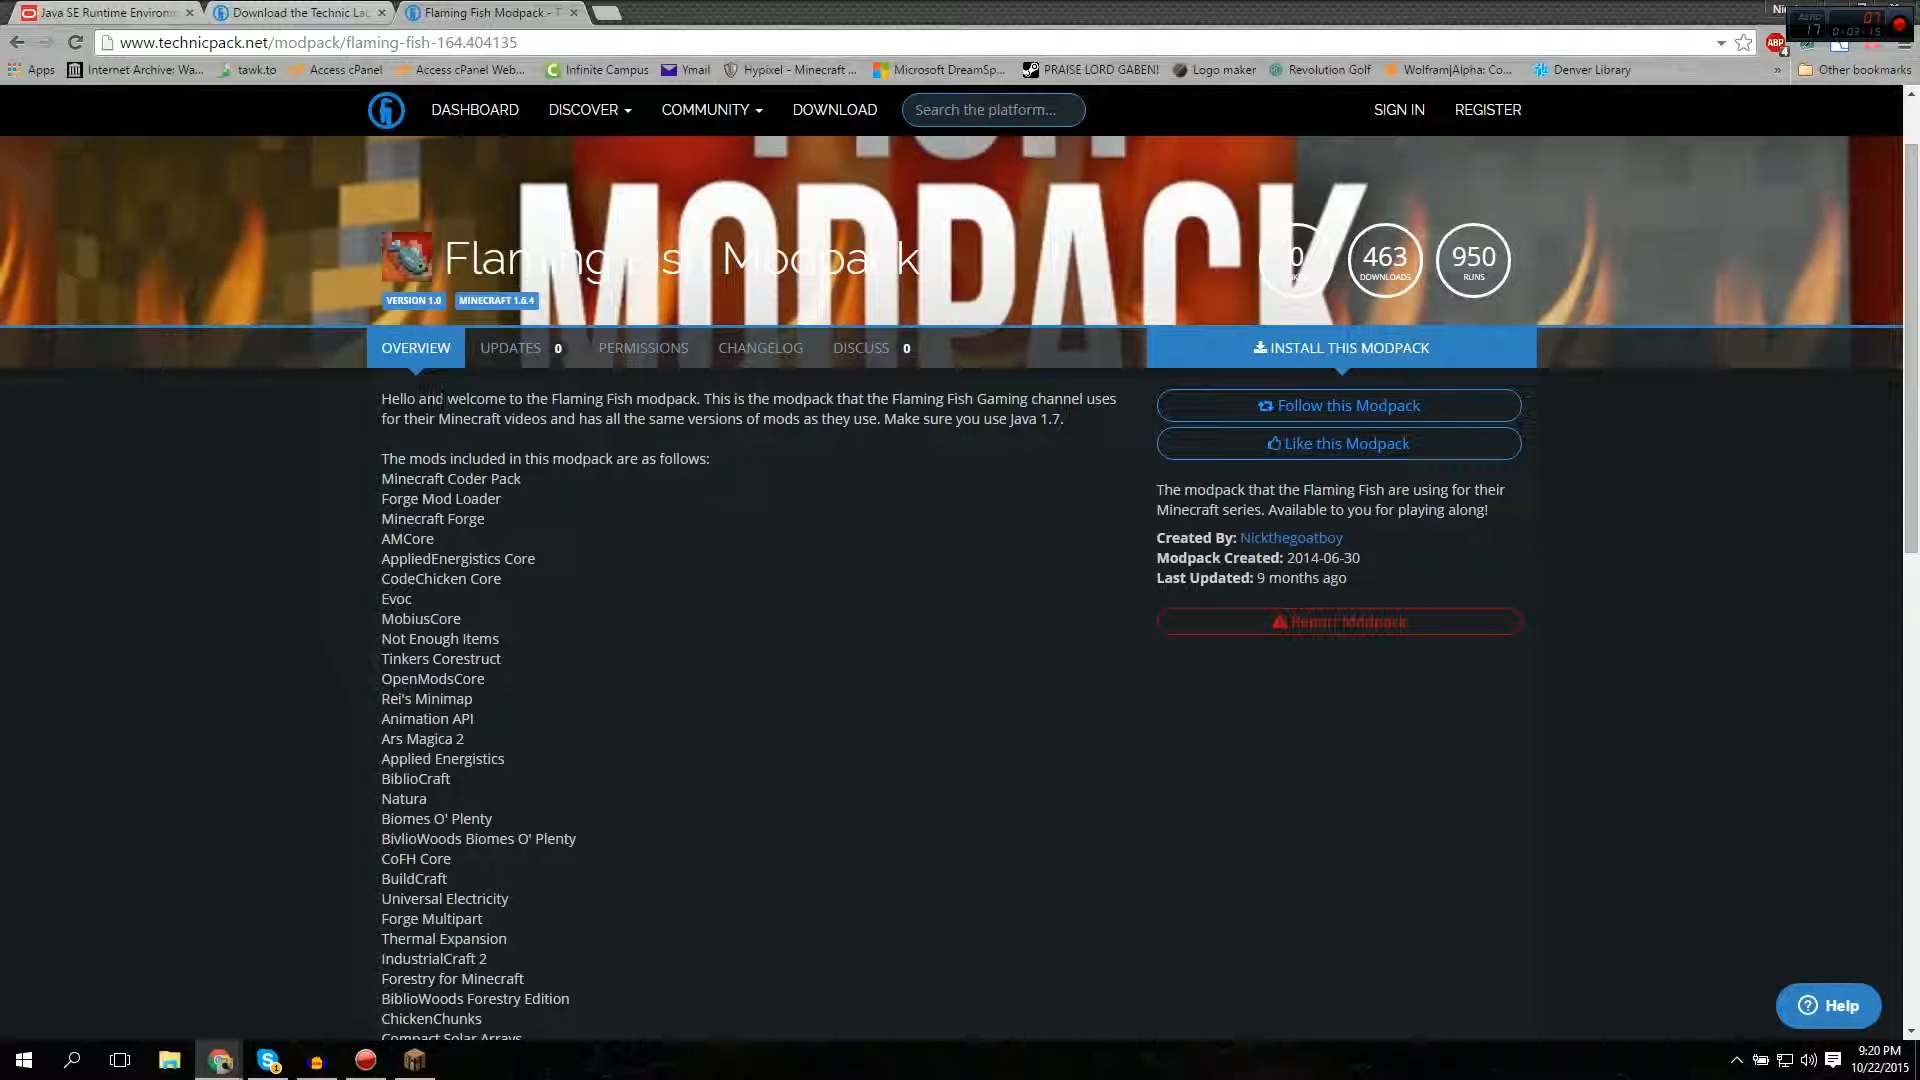 Java SE Runtime Environm
Download the Technic La
Flaming Fish Modpack - T
www.technicpack.net/modpack/flaming-fish-164.404135
ABP
Apps
Internet Archive: Wa...
tawk.to
Access cPanel
Access cPanel Web...
Infinite Campus
Ymail
Hypixel - Minecraft ...
Microsoft DreamSp...
PRAISE LORD GABEN!
Logo maker
Revolution Golf
Wolfram|Alpha: Co...
Denver Library
Other bookmarks
DASHBOARD
DISCOVER
COMMUNITY
DOWNLOAD
Search the platform...
SIGN IN
REGISTER
MODPACK
Flaming Fish Modpack
0
463
DOWNLOADS
950
RUNS
VERSION 1.0
MINECRAFT 1.6.4
OVERVIEW
UPDATES 0
PERMISSIONS
CHANGELOG
DISCUSS 0
INSTALL THIS MODPACK
Hello and welcome to the Flaming Fish modpack. This is the modpack that the Flaming Fish Gaming channel uses
for their Minecraft videos and has all the same versions of mods as they use. Make sure you use Java 1.7.
The mods included in this modpack are as follows:
Minecraft Coder Pack
Forge Mod Loader
Minecraft Forge
AMCore
AppliedEnergistics Core
CodeChicken Core
Evoc
MobiusCore
Not Enough Items
Tinkers Corestruct
OpenModsCore
Rei's Minimap
Animation API
Ars Magica 2
Applied Energistics
BiblioCraft
Natura
Biomes O' Plenty
BivlioWoods Biomes O' Plenty
CoFH Core
BuildCraft
Universal Electricity
Forge Multipart
Thermal Expansion
IndustrialCraft 2
Forestry for Minecraft
BiblioWoods Forestry Edition
ChickenChunks
Compact Solar Arrays
Follow this Modpack
Like this Modpack
The modpack that the Flaming Fish are using for their
Minecraft series. Available to you for playing along!
Created By: Nickthegoatboy
Modpack Created: 2014-06-30
Last Updated: 9 months ago
Report Modpack
Help
9:20 PM
10/22/2015